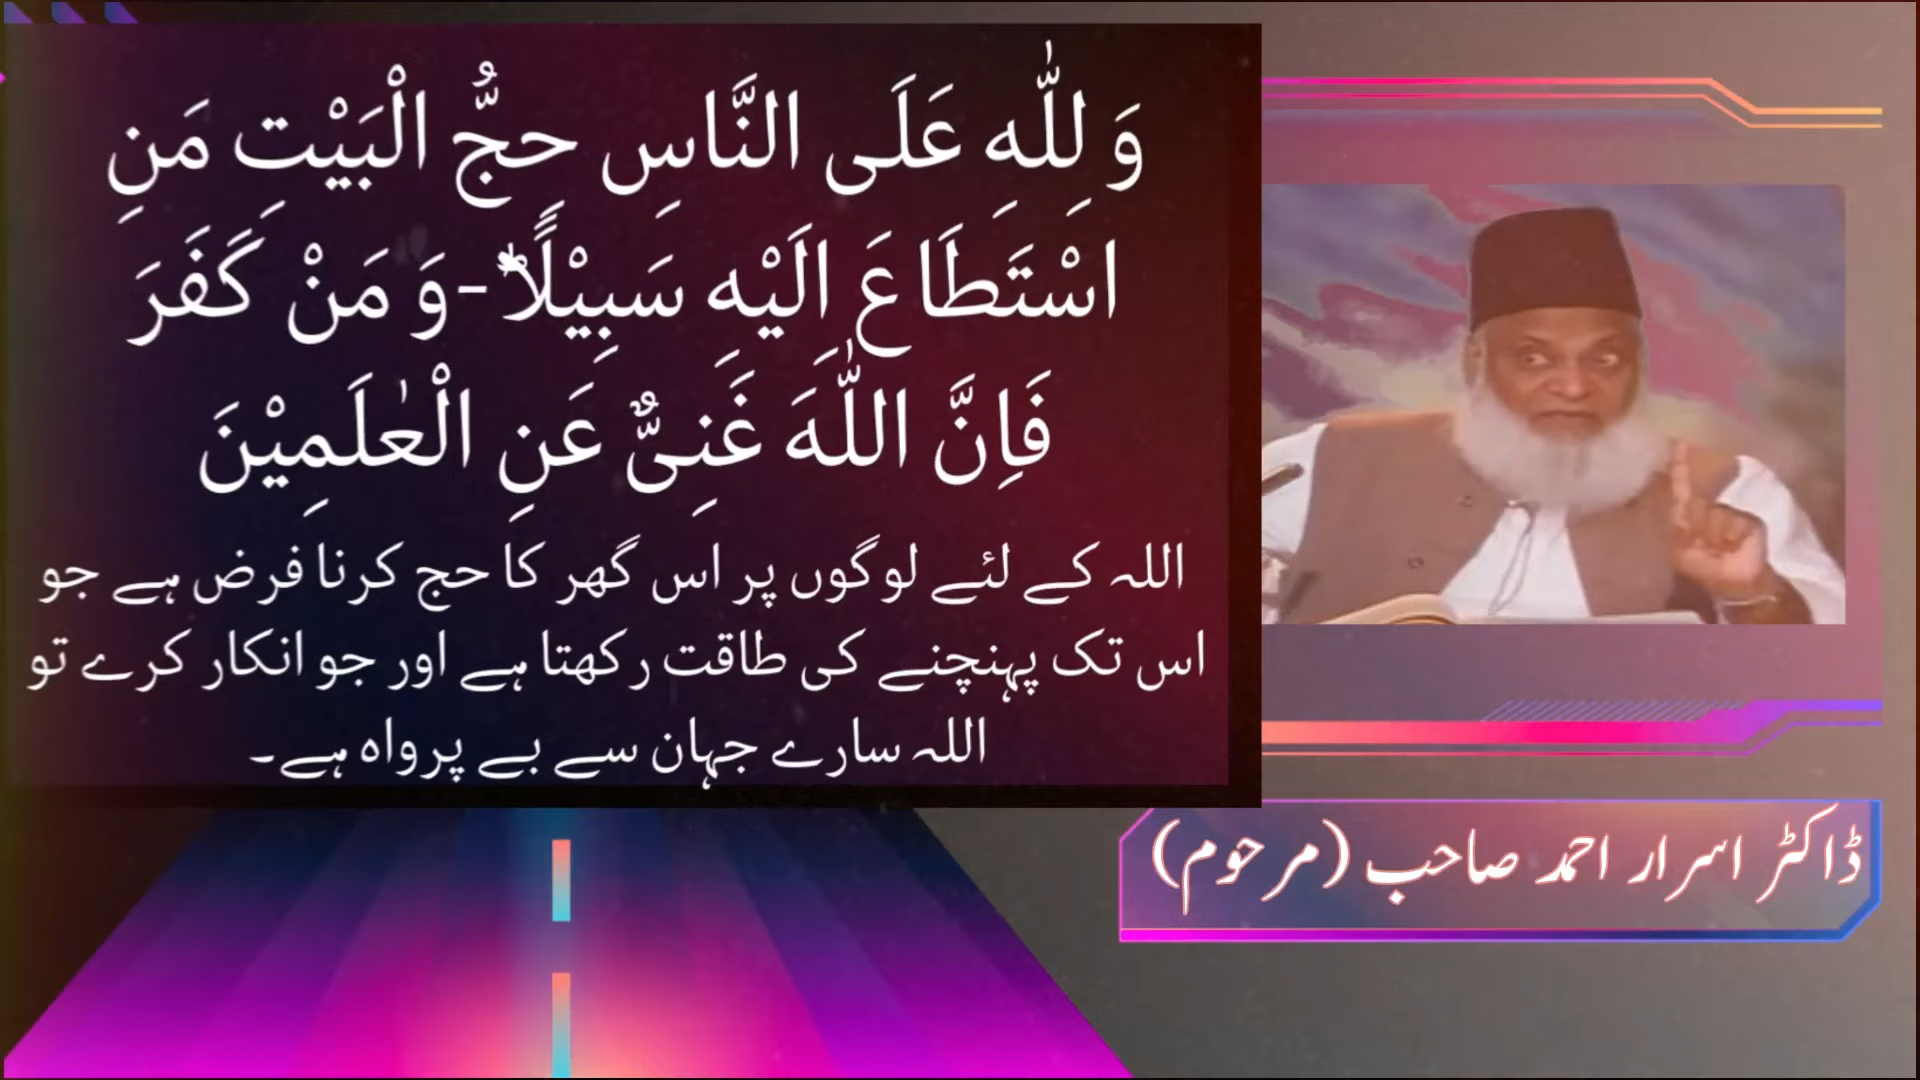 وَ لِلّٰهِ عَلَى النَّاسِ حِجُّ الْبَیْتِ مَنِ
اسْتَطَاعَ اِلَیْهِ سَبِیْلًاؕ-وَ مَنْ كَفَرَ
فَاِنَّ اللّٰهَ غَنِیٌّ عَنِ الْعٰلَمِیْنَ
اللہ کے لئے لوگوں پر اس گھر کا حج کرنا فرض ہے جو
اس تک پہنچنے کی طاقت رکھتا ہے اور جو انکار کرے تو
اللہ سارے جہان سے بے پرواہ ہے۔
ڈاکٹر اسرار احمد صاحب (مرحوم)